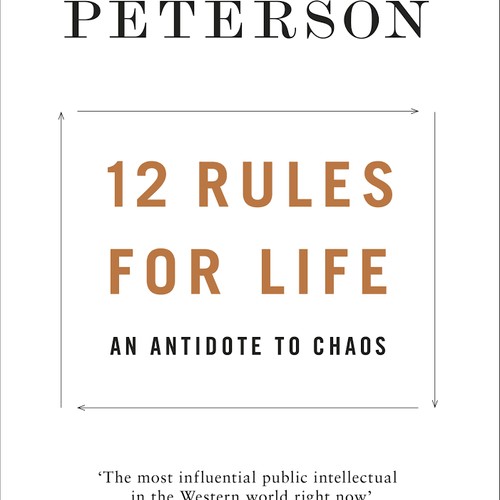 PETERSON
12 RULES
FOR LIFE
AN ANTIDOTE TO CHAOS
‘The most influential public intellectual
in the Western world right now’